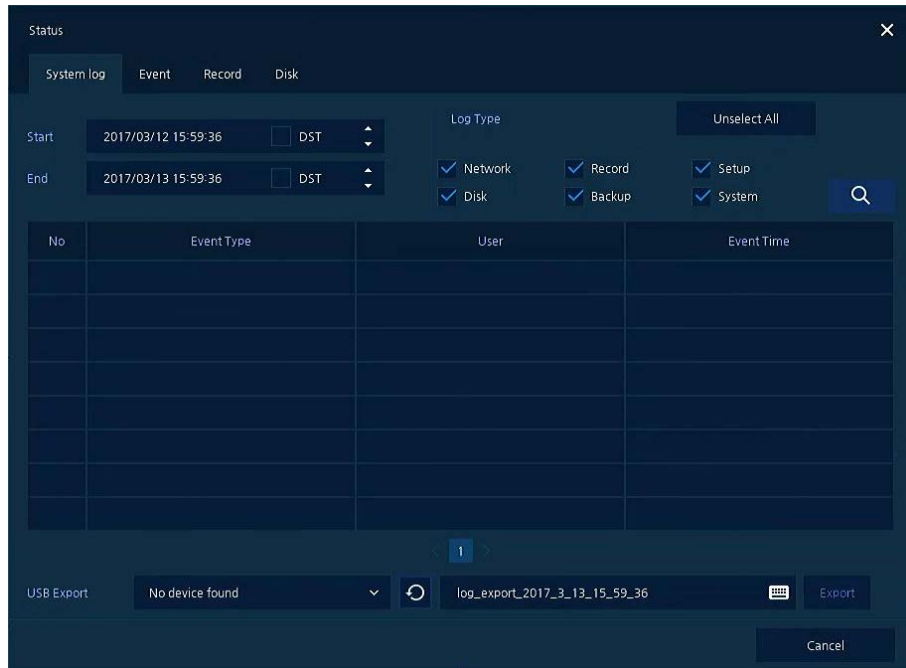 Status
System log Event Record Disk
Log Type Unselect All
Start 2017/03/12 15:59:36 DST
Network Record Setup
End 2017/03/13 15:59:36 DST
Disk Backup System
No Event Type User Event Time
1
USB Export No device found log_export_2017_3_13_15_59_36 Export
Cancel